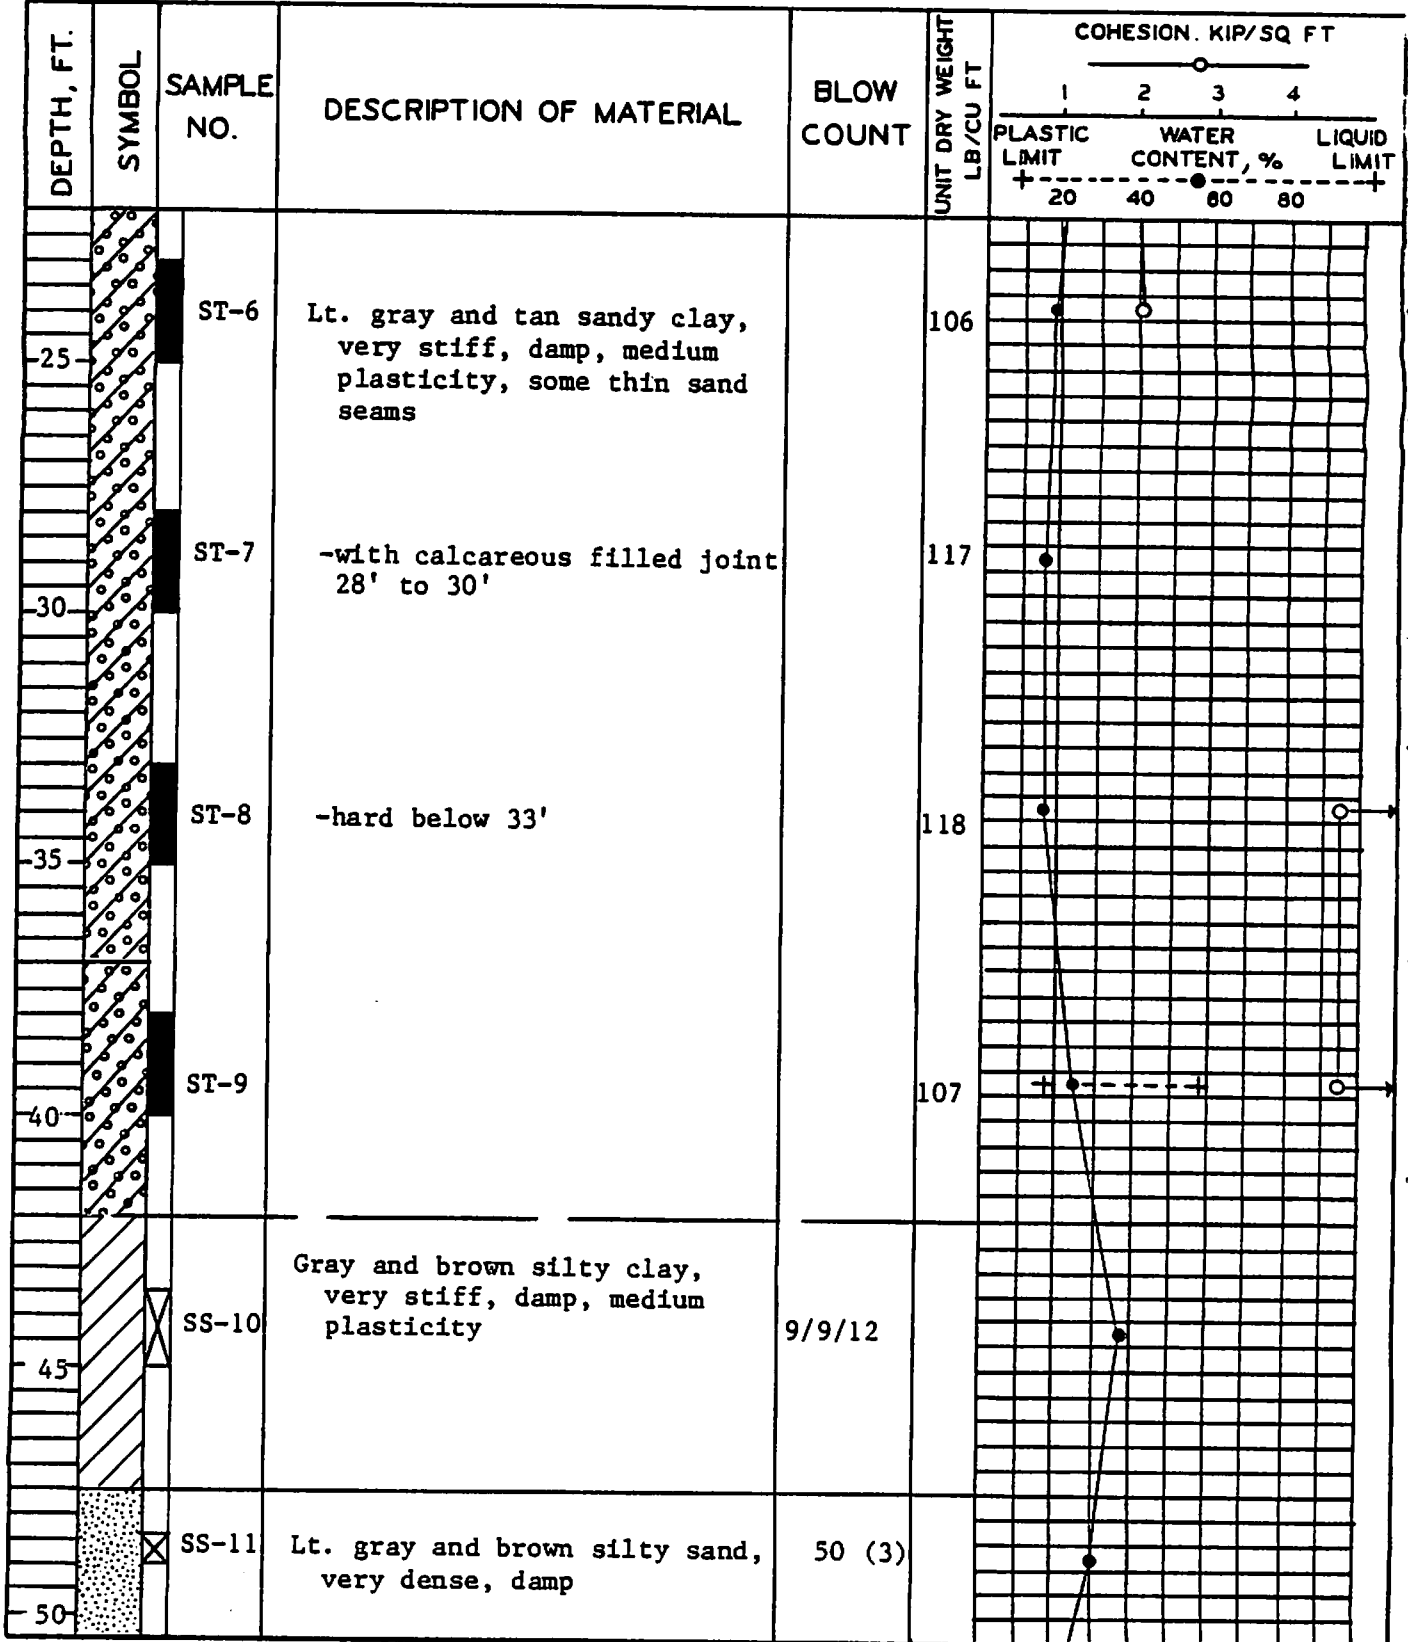 DEPTH, FT.
SYMBOL
SAMPLE
NO.
DESCRIPTION OF MATERIAL
BLOW
COUNT
UNIT DRY WEIGHT
LB/CU FT
COHESION. KIP/SQ FT
1 2 3 4
PLASTIC
LIMIT
WATER
CONTENT, %
LIQUID
LIMIT
20 40 60 80
ST-6
Lt. gray and tan sandy clay,
very stiff, damp, medium
plasticity, some thin sand
seams
106
25
ST-7
-with calcareous filled joint
28' to 30'
117
30
ST-8
-hard below 33'
118
35
ST-9
107
40
Gray and brown silty clay,
very stiff, damp, medium
plasticity
SS-10
9/9/12
45
SS-11
Lt. gray and brown silty sand,
very dense, damp
50 (3)
50